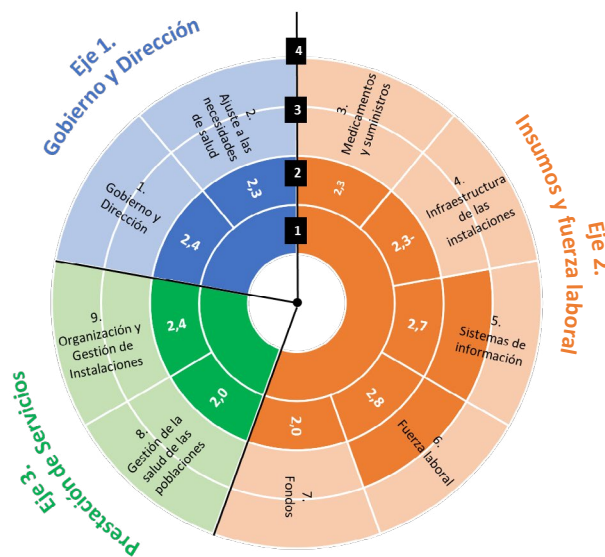 Eje 1.
Gobierno y Dirección
Insumos y fuerza laboral
Eje 2.
Eje 3.
Prestación de Servicios
4
3
2
1
1.
Gobierno y
Dirección
2,4
2.
Ajuste a las
necesidades
de salud
2,3
3.
Medicamentos
y suministros
2,3
4.
Infraestructura
de las
instalaciones
2,3-
5.
Sistemas de
información
2,7
6.
Fuerza laboral
2,8
7.
Fondos
2,0
8.
Gestión de la
salud de las
poblaciones
2,0
9.
Organización y
Gestión de
Instalaciones
2,4